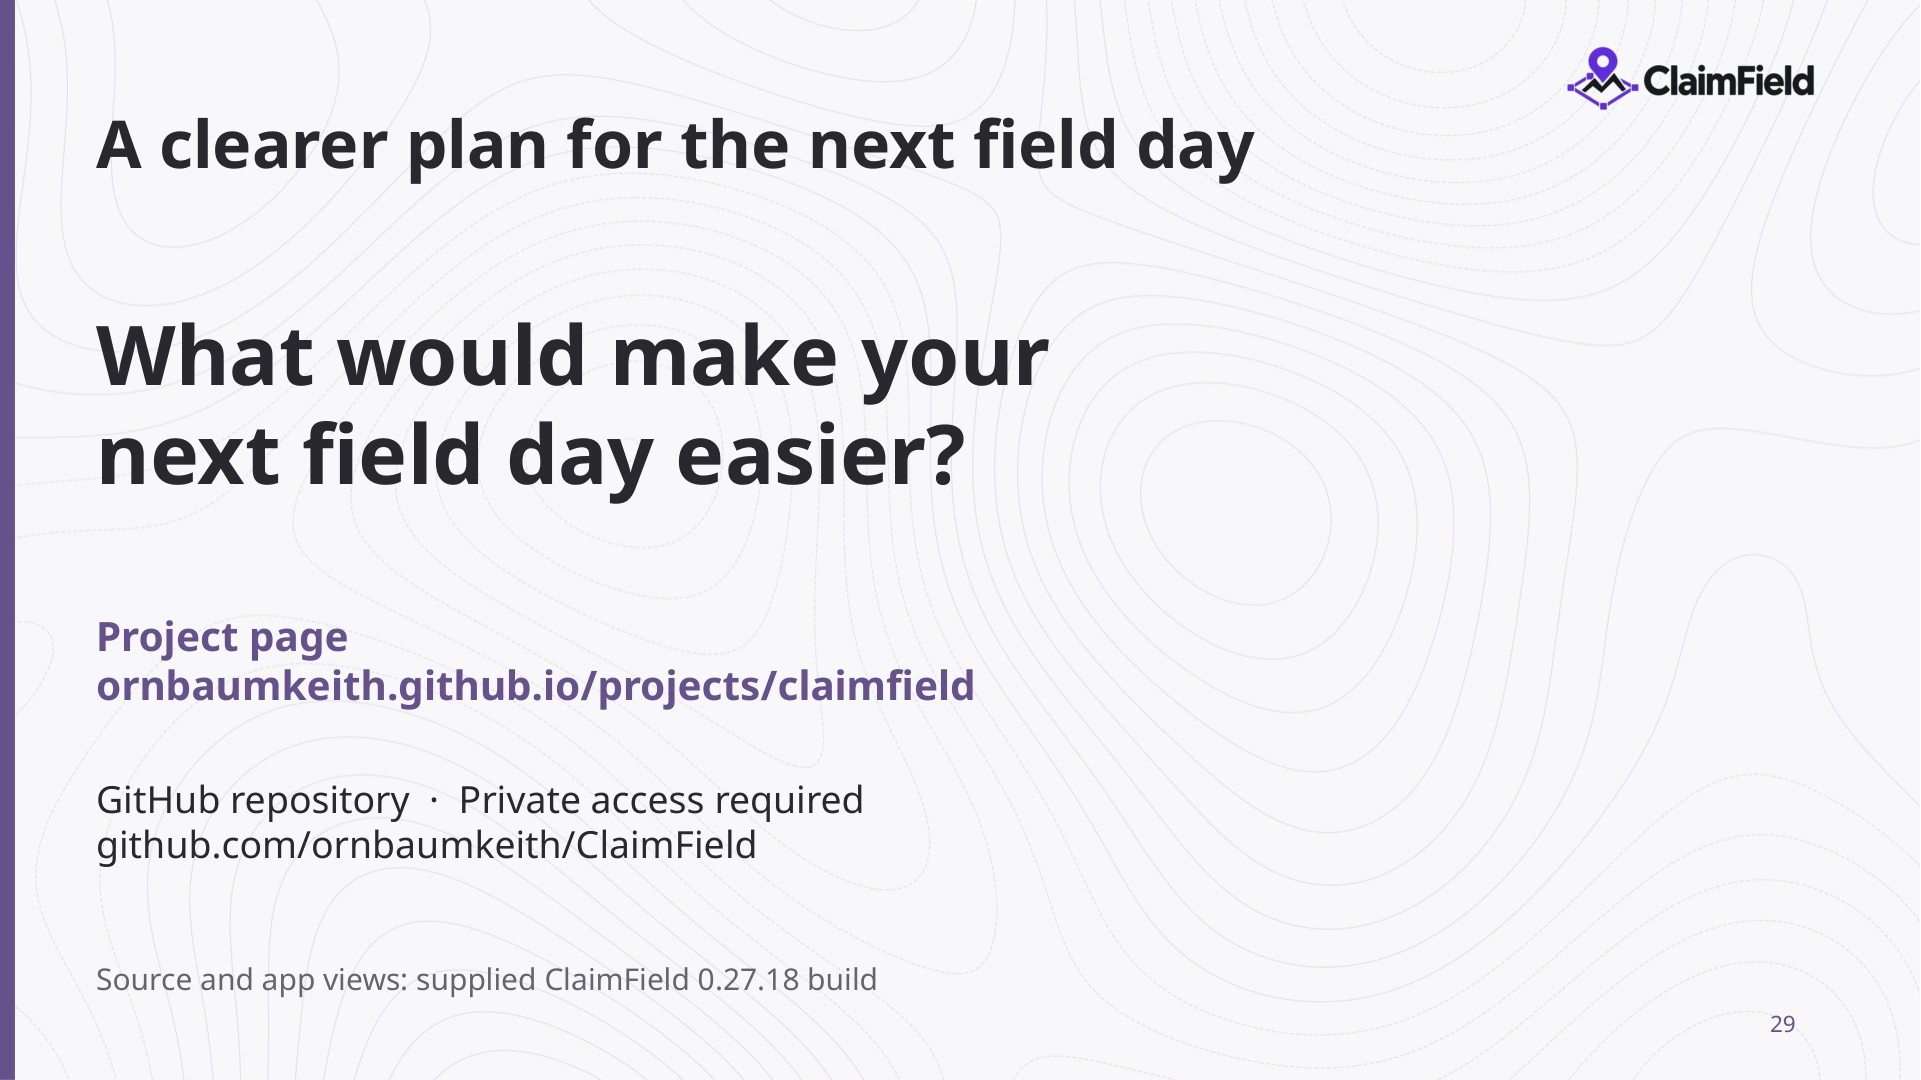 ClaimField
A clearer plan for the next field day
What would make your
next field day easier?
Project page
ornbaumkeith.github.io/projects/claimfield
GitHub repository · Private access required
github.com/ornbaumkeith/ClaimField
Source and app views: supplied ClaimField 0.27.18 build
29